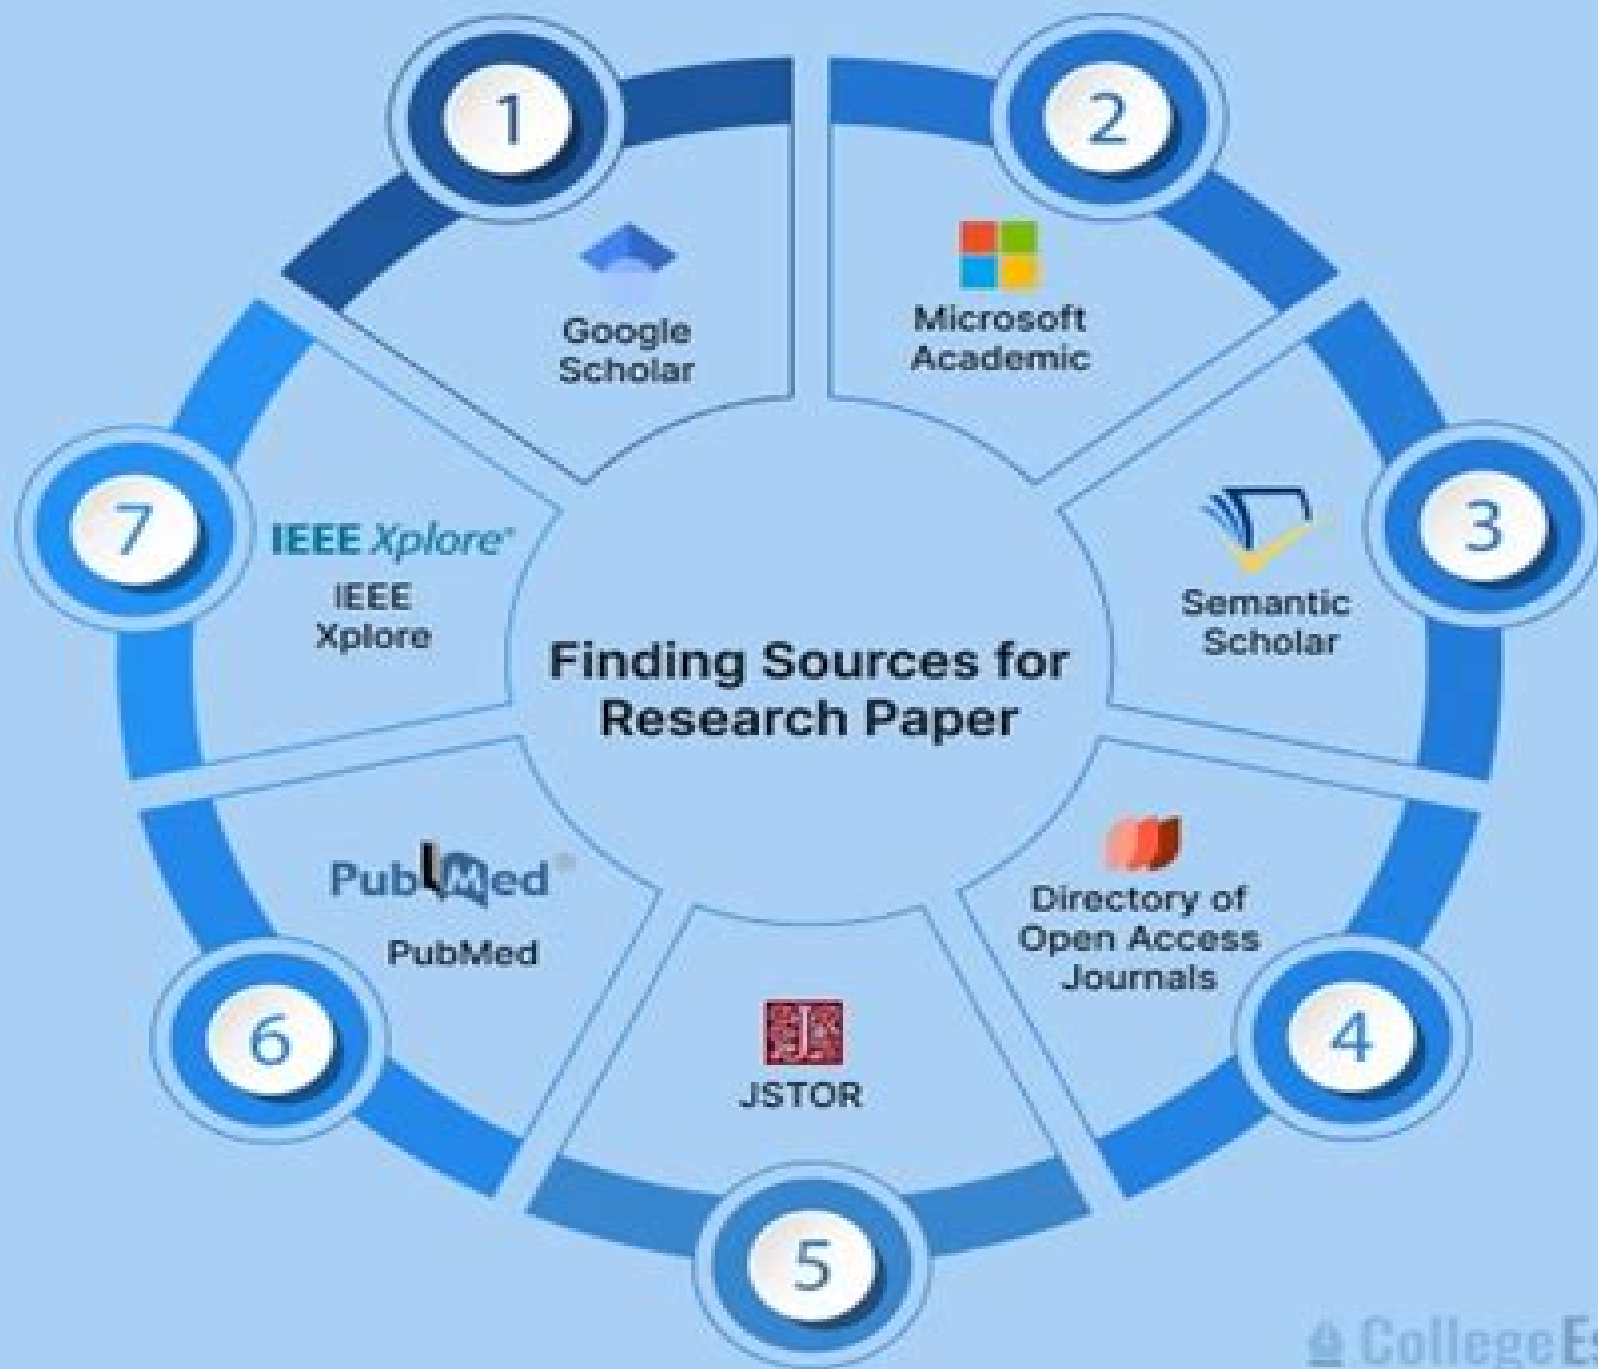 1
Google
Scholar
2
Microsoft
Academic
3
Semantic
Scholar
4
Directory of
Open Access
Journals
5
JSTOR
6
PubMed
PubMed
7
IEEE Xplore®
IEEE
Xplore
Finding Sources for
Research Paper
CollegeEs